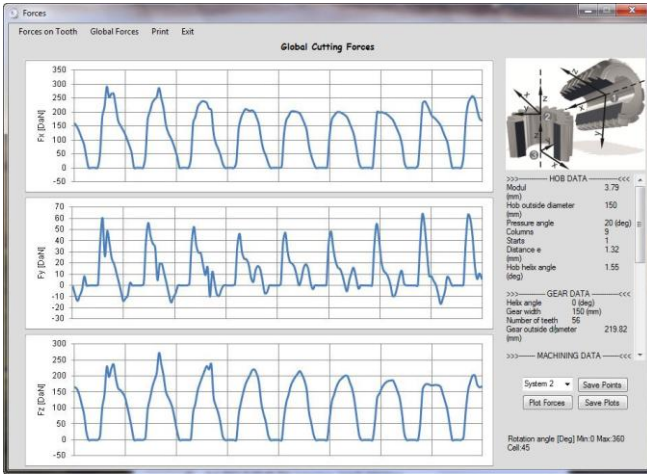 Forces
Forces on Tooth Global Forces Print Exit
Global Cutting Forces
Fx [DaN]
350
300
250
200
150
100
50
0
-50
Fy [DaN]
70
60
50
40
30
20
10
0
-10
-20
-30
Fz [DaN]
350
300
250
200
150
100
50
0
-50
>>>------ HOB DATA ------<<<
Modul 3.79
(mm)
Hob outside diameter 150
(mm)
Pressure angle 20 (deg)
Columns 9
Starts 1
Distance e 1.32
(mm)
Hob helix angle 1.55
(deg)
>>>------ GEAR DATA ------<<<
Helix angle 0 (deg)
Gear width 150 (mm)
Number of teeth 56
Gear outside diameter 219.82
(mm)
>>>------ MACHINING DATA ------<<<
System 2 Save Points
Plot Forces Save Plots
Rotation angle [Deg] Min:0 Max:360
Cell:45